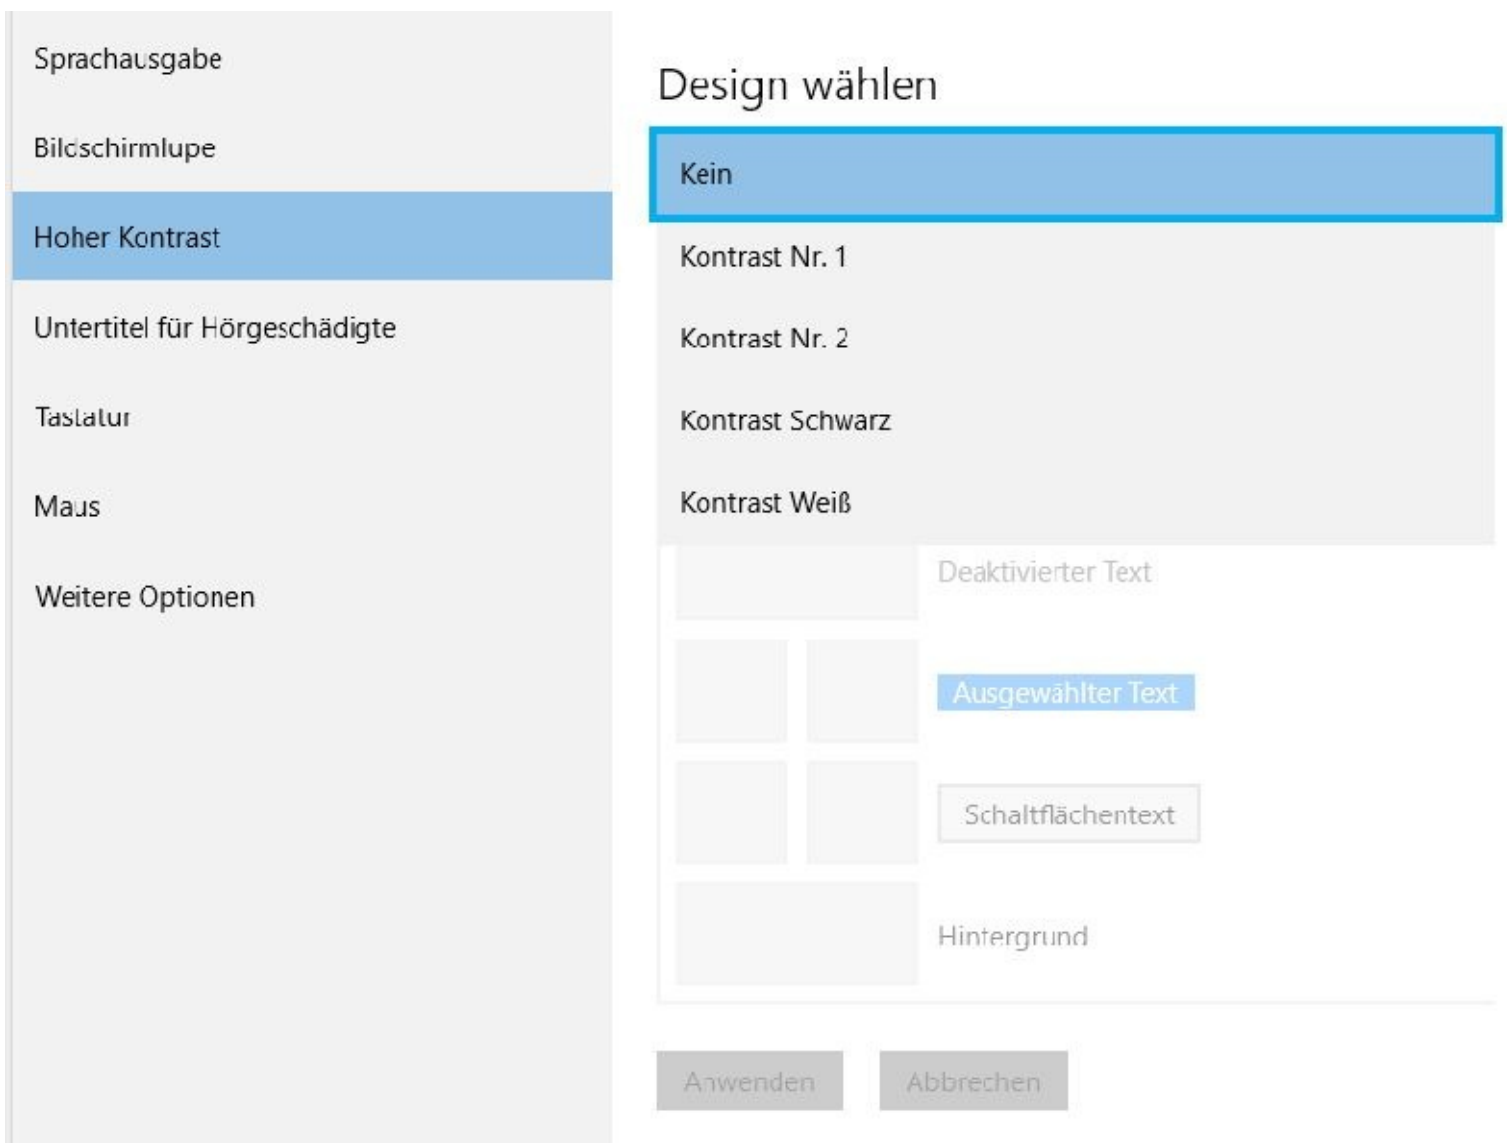 Sprachausgabe
Bildschirmlupe
Hoher Kontrast
Untertitel für Hörgeschädigte
Tastatur
Maus
Weitere Optionen
Design wählen
Kein
Kontrast Nr. 1
Kontrast Nr. 2
Kontrast Schwarz
Kontrast Weiß
Deaktivierter Text
Ausgewählter Text
Schaltflächentext
Hintergrund
Anwenden
Abbrechen